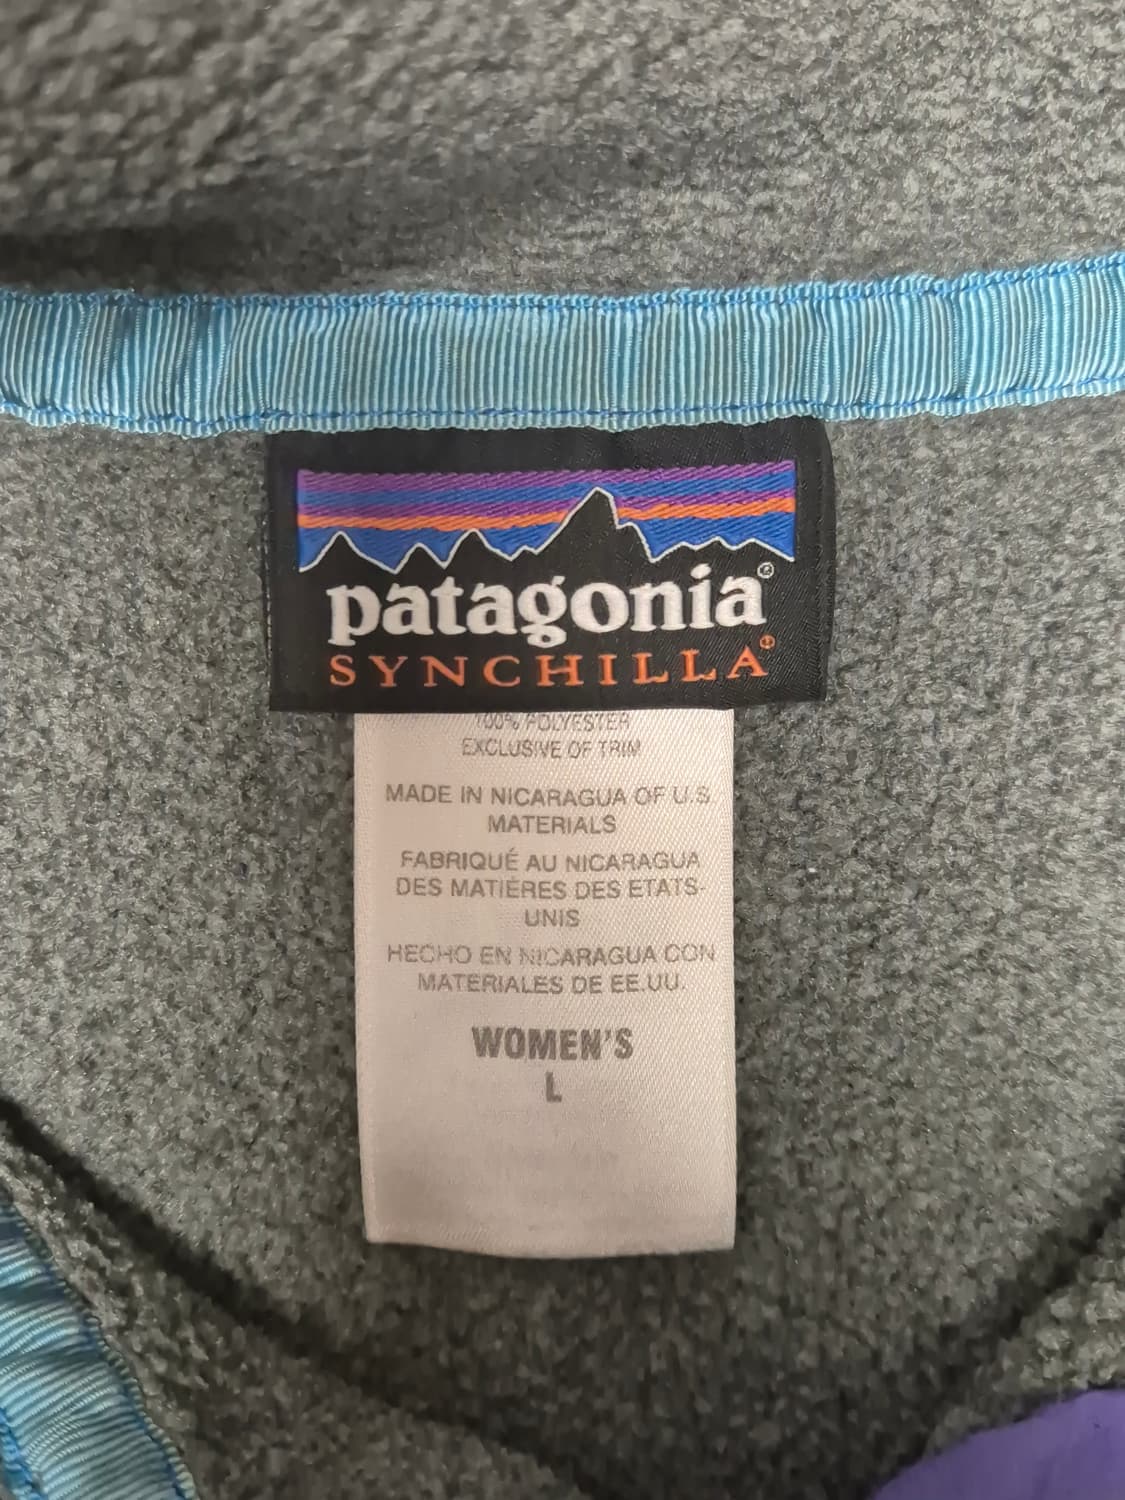 patagonia®
SYNCHILLA®
100% POLYESTER
EXCLUSIVE OF TRIM
MADE IN NICARAGUA OF U.S.
MATERIALS
FABRIQUÉ AU NICARAGUA
DES MATIÈRES DES ETATS-
UNIS
HECHO EN NICARAGUA CON
MATERIALES DE EE.UU.
WOMEN'S
L